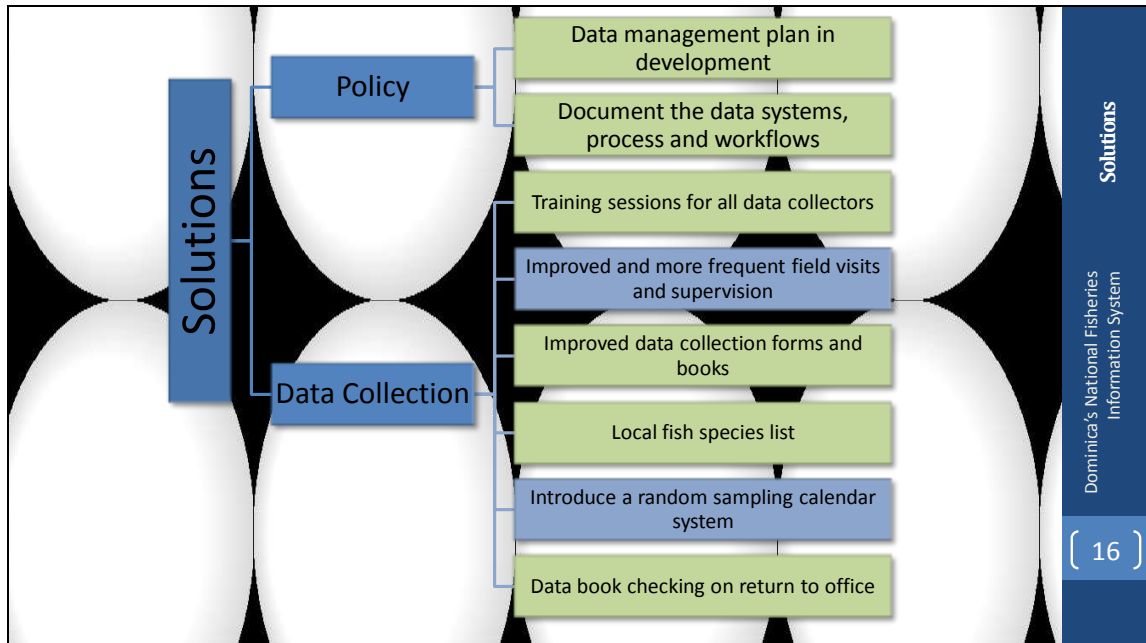 Solutions
Policy
Data management plan in
development
Document the data systems,
process and workflows
Data Collection
Training sessions for all data collectors
Improved and more frequent field visits
and supervision
Improved data collection forms and
books
Local fish species list
Introduce a random sampling calendar
system
Data book checking on return to office
Solutions
Dominica's National Fisheries
Information System
16